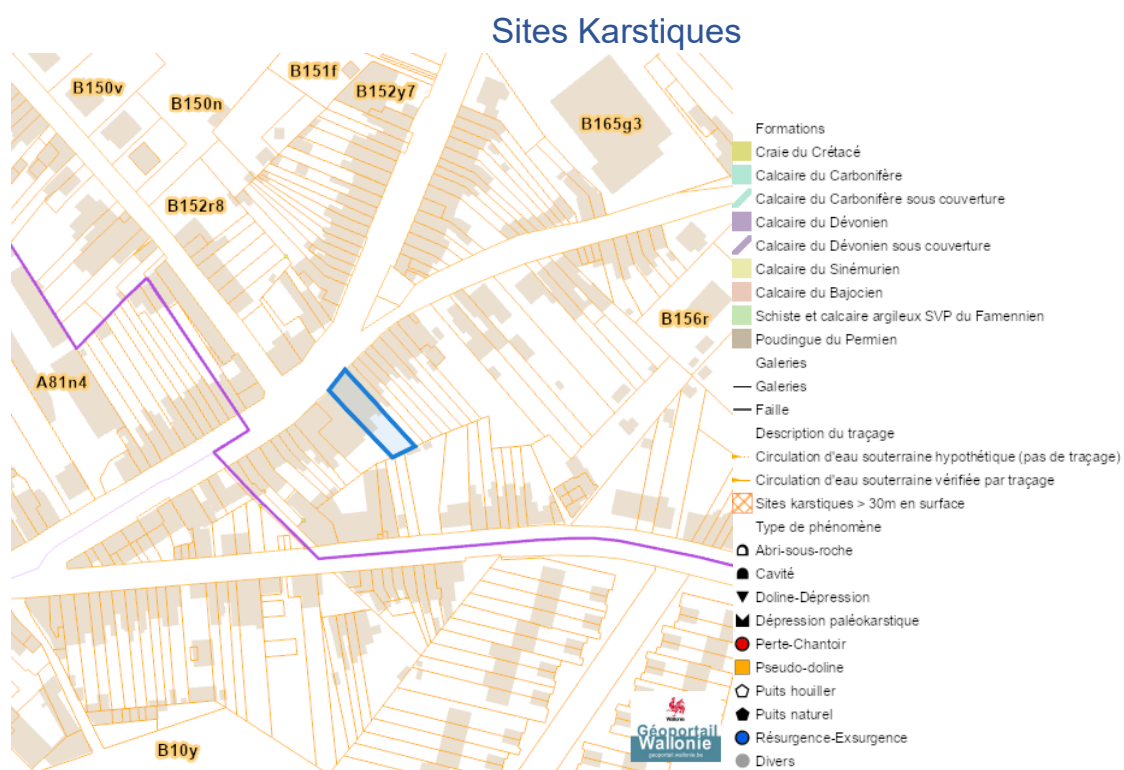 Sites Karstiques
B151f
B150v
B152y7
B150n
B165g3
B152r8
B156r
A81n4
B10y
Formations
Craie du Crétacé
Calcaire du Carbonifère
Calcaire du Carbonifère sous couverture
Calcaire du Dévonien
Calcaire du Dévonien sous couverture
Calcaire du Sinémurien
Calcaire du Bajocien
Schiste et calcaire argileux SVP du Famennien
Poudingue du Permien
Galeries
Galeries
Faille
Description du traçage
Circulation d'eau souterraine hypothétique (pas de traçage)
Circulation d'eau souterraine vérifiée par traçage
Sites karstiques > 30m en surface
Type de phénomène
Abri-sous-roche
Cavité
Doline-Dépression
Dépression paléokarstique
Perte-Chantoir
Pseudo-doline
Puits houiller
Puits naturel
Résurgence-Exsurgence
Divers
Wallonie
Géoportail
Wallonie
geoportail.wallonie.be